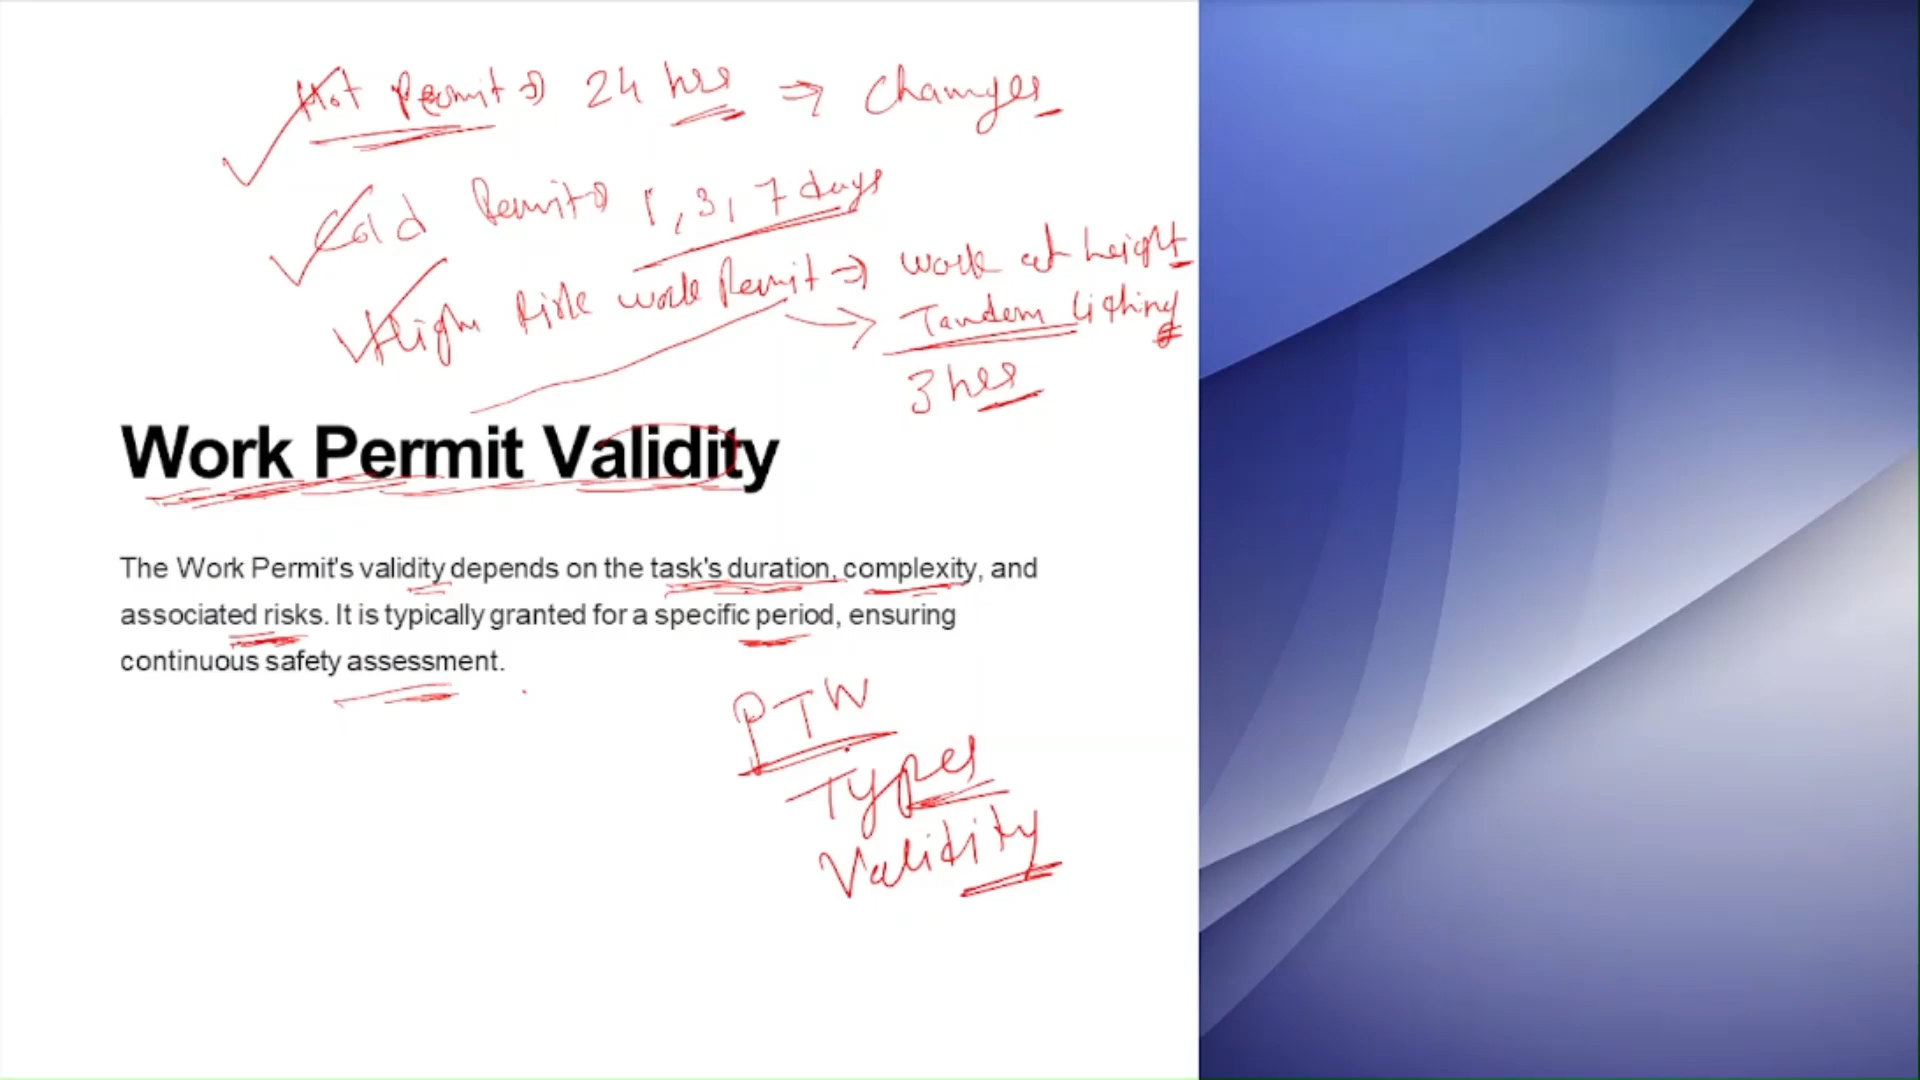 Hot Permit ⇒ 24 hrs ⇒ Changes
Cold Permit ⇒ 1, 3, 7 days
High Risk work Permit ⇒ work at height
→ Tandem Lifting
3 hrs
Work Permit Validity
The Work Permit's validity depends on the task's duration, complexity, and
associated risks. It is typically granted for a specific period, ensuring
continuous safety assessment.
PTW
Types
Validity